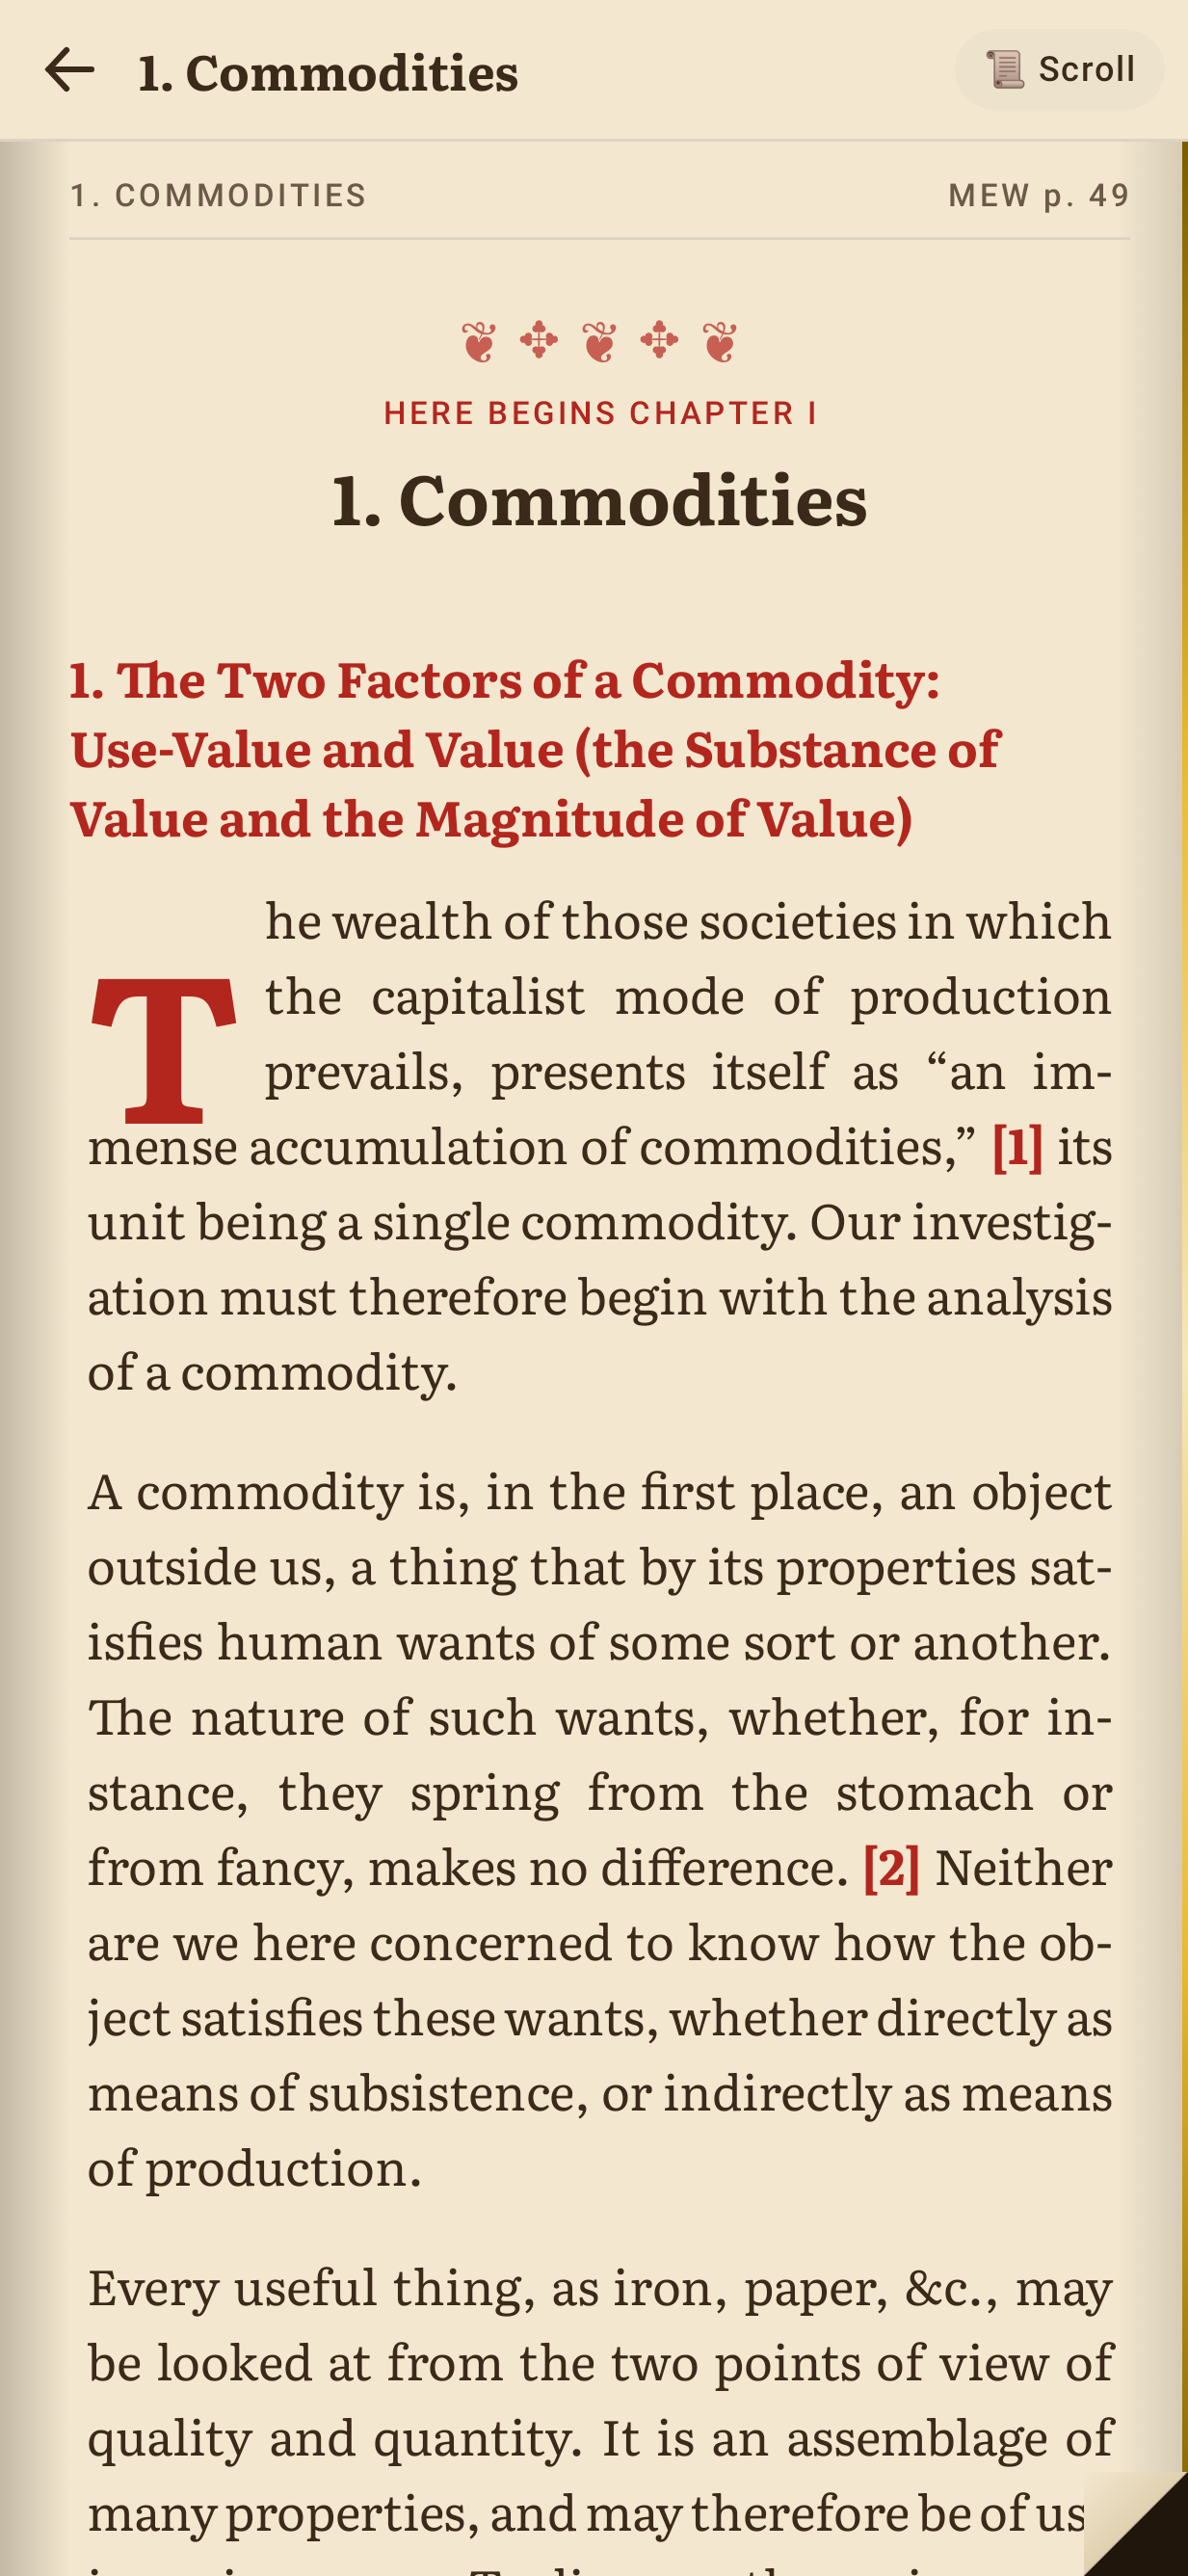 1. Commodities
Scroll
1. COMMODITIES
MEW p. 49
HERE BEGINS CHAPTER I
1. Commodities
1. The Two Factors of a Commodity:
Use-Value and Value (the Substance of
Value and the Magnitude of Value)
The wealth of those societies in which
the capitalist mode of production
prevails, presents itself as “an im-
mense accumulation of commodities,” [1] its
unit being a single commodity. Our investig-
ation must therefore begin with the analysis
of a commodity.
A commodity is, in the first place, an object
outside us, a thing that by its properties sat-
isfies human wants of some sort or another.
The nature of such wants, whether, for in-
stance, they spring from the stomach or
from fancy, makes no difference. [2] Neither
are we here concerned to know how the ob-
ject satisfies these wants, whether directly as
means of subsistence, or indirectly as means
of production.
Every useful thing, as iron, paper, &c., may
be looked at from the two points of view of
quality and quantity. It is an assemblage of
many properties, and may therefore be of us